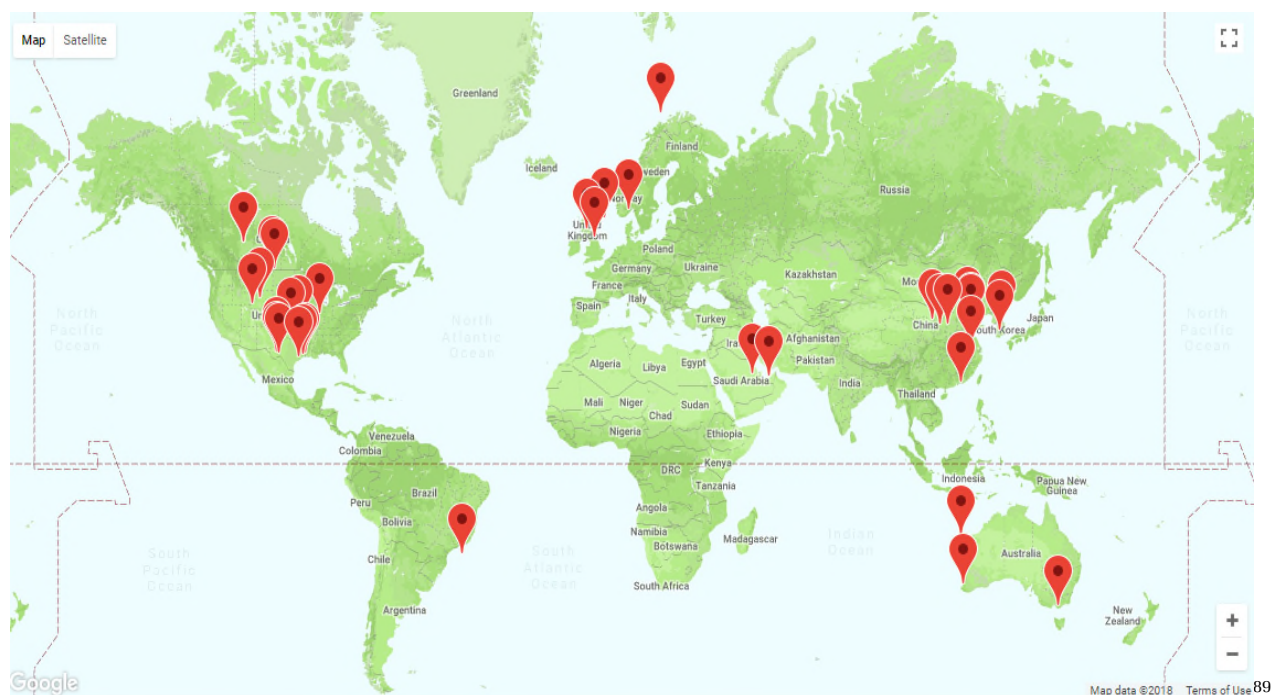 Map Satellite
Greenland
Iceland
Finland
Russia
Kingdom
Poland
Germany
Ukraine
Kazakhstan
France
Italy
Spain
Turkey
China
South Korea
Japan
North
Pacific
Ocean
North
Atlantic
Ocean
North
Pacific
Ocean
Afghanistan
Pakistan
Algeria
Libya
Egypt
Saudi Arabia
India
Mexico
Thailand
Mali
Niger
Chad
Sudan
Nigeria
Ethiopia
Venezuela
Colombia
DRC
Kenya
Tanzania
Indonesia
Papua New
Guinea
Brazil
Peru
Angola
Bolivia
Namibia
Botswana
Madagascar
Indian
Ocean
South
Pacific
Ocean
South
Atlantic
Ocean
Chile
Australia
South Africa
Argentina
New
Zealand
+
−
Google
Map data ©2018 Terms of Use
89